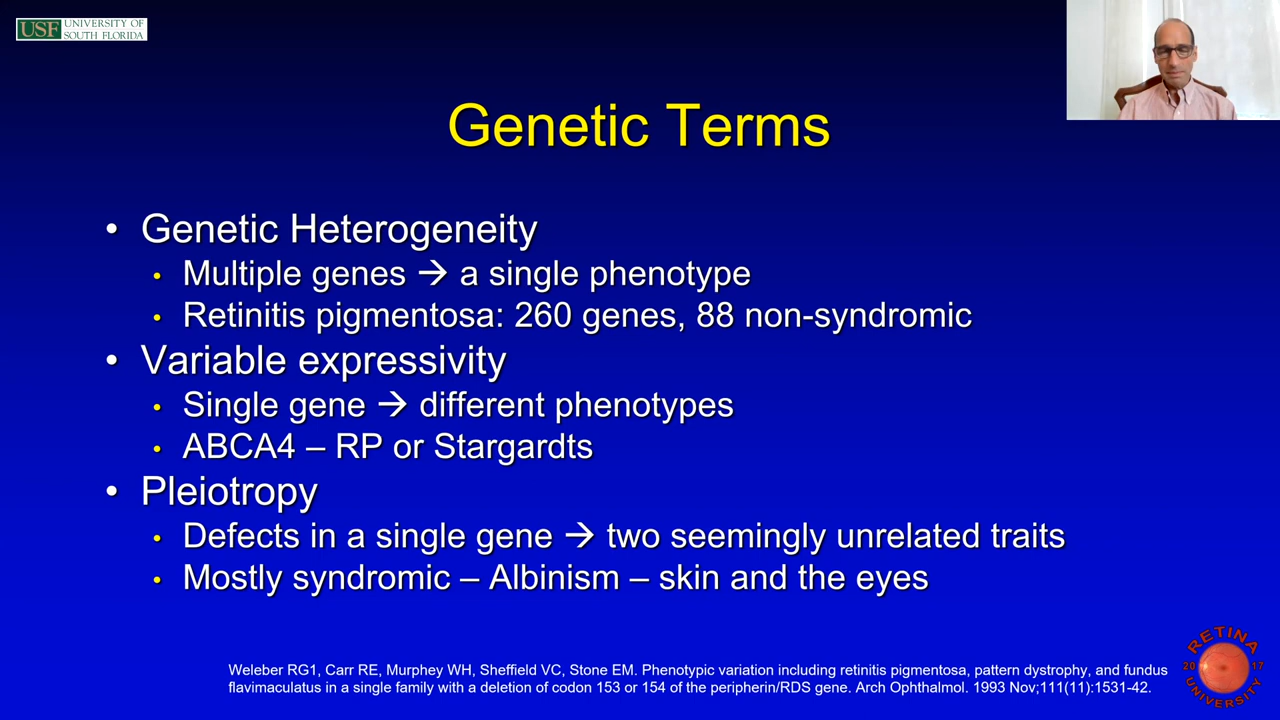 USF UNIVERSITY OF
SOUTH FLORIDA
Genetic Terms
• Genetic Heterogeneity
• Multiple genes → a single phenotype
• Retinitis pigmentosa: 260 genes, 88 non-syndromic
• Variable expressivity
• Single gene → different phenotypes
• ABCA4 – RP or Stargardts
• Pleiotropy
• Defects in a single gene → two seemingly unrelated traits
• Mostly syndromic – Albinism – skin and the eyes
Weleber RG1, Carr RE, Murphey WH, Sheffield VC, Stone EM. Phenotypic variation including retinitis pigmentosa, pattern dystrophy, and fundus
flavimaculatus in a single family with a deletion of codon 153 or 154 of the peripherin/RDS gene. Arch Ophthalmol. 1993 Nov;111(11):1531-42.
RETINA
20 17
UNIVERSITY